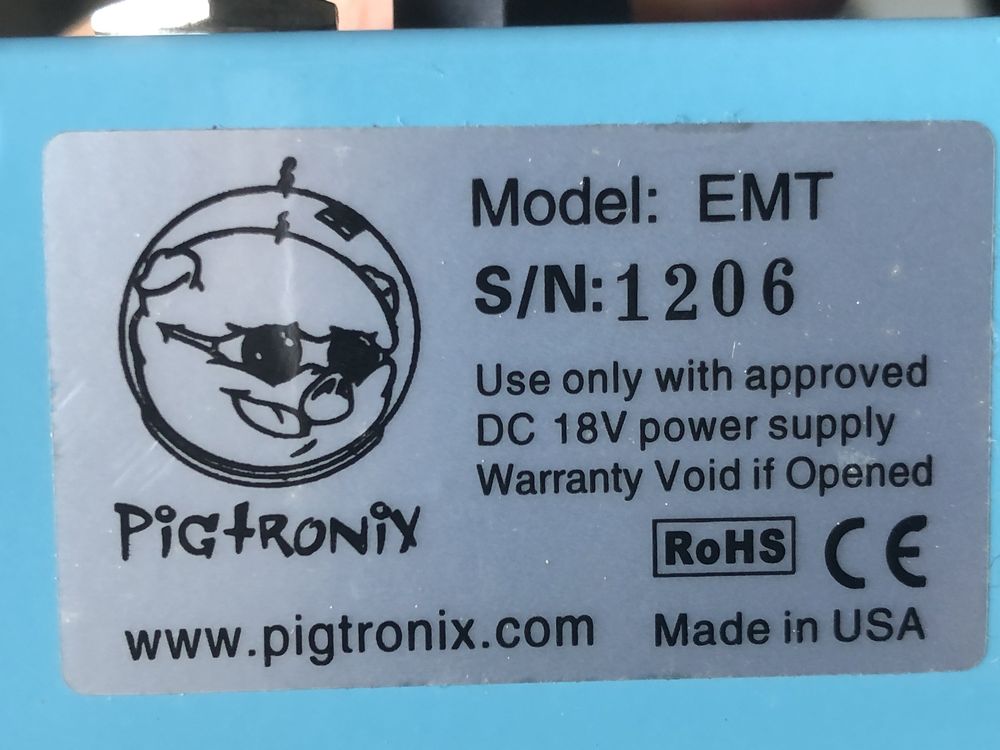 Model: EMT
S/N: 1206
Use only with approved
DC 18V power supply
Warranty Void if Opened
PiGtRONiX
RoHS CE
www.pigtronix.com
Made in USA